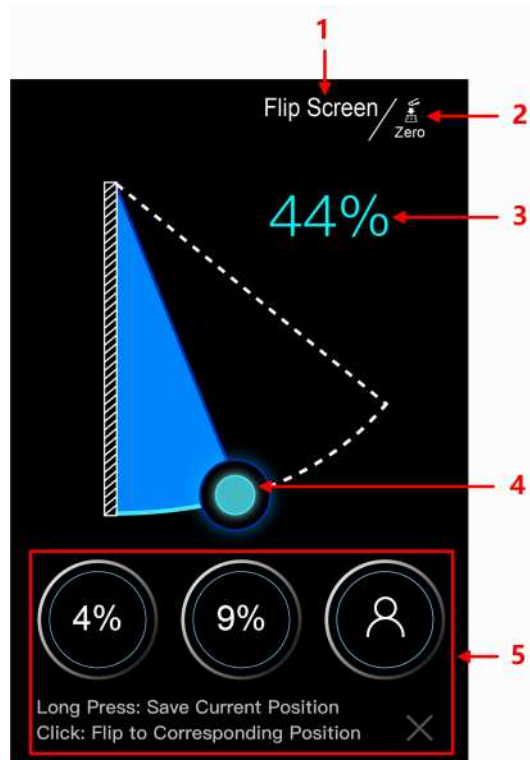 1
Flip Screen
Zero
2
44%
3
4
4%
9%
5
Long Press: Save Current Position
Click: Flip to Corresponding Position